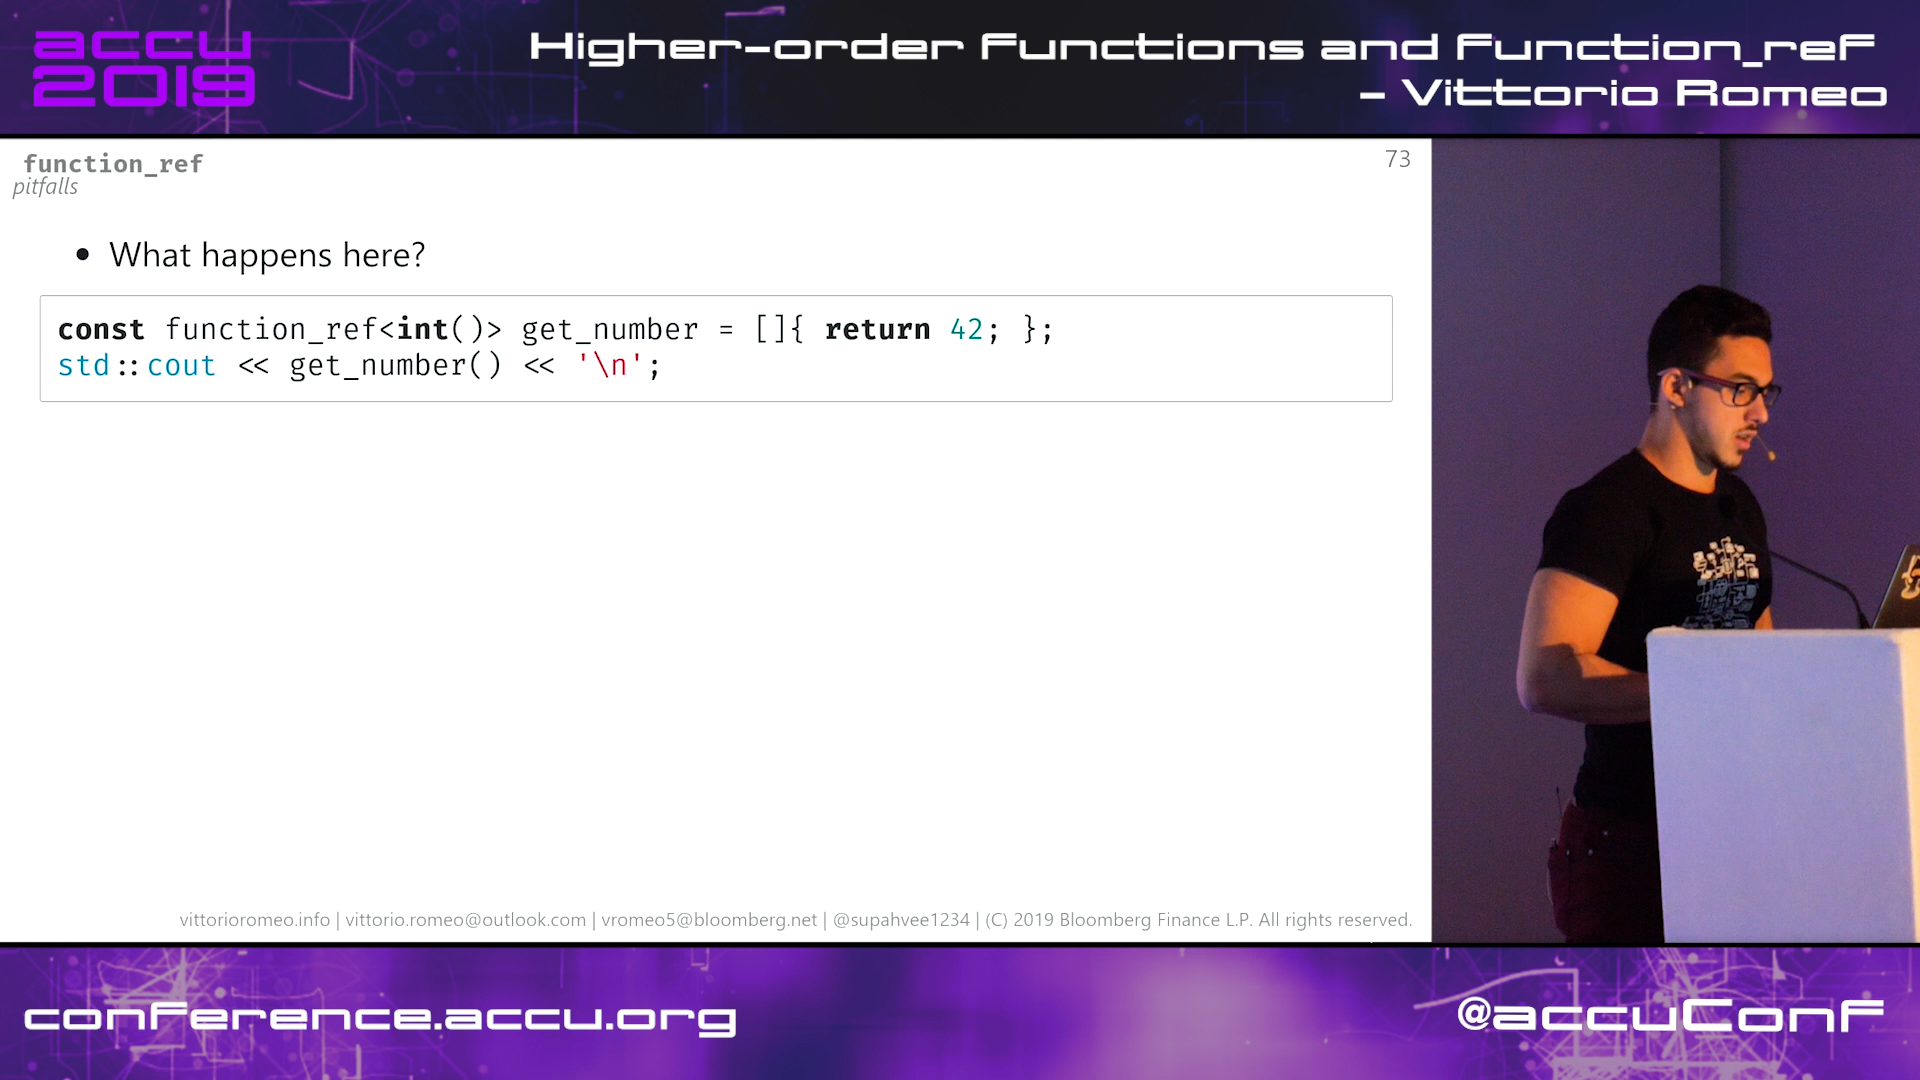 accu
2019
Higher-order Functions and function_ref
- Vittorio Romeo
function_ref
pitfalls
73
• What happens here?
const function_ref<int()> get_number = []{ return 42; };
std::cout << get_number() << '\n';
vittorioromeo.info | vittorio.romeo@outlook.com | vromeo5@bloomberg.net | @supahvee1234 | (C) 2019 Bloomberg Finance L.P. All rights reserved.
conference.accu.org
@accuConf